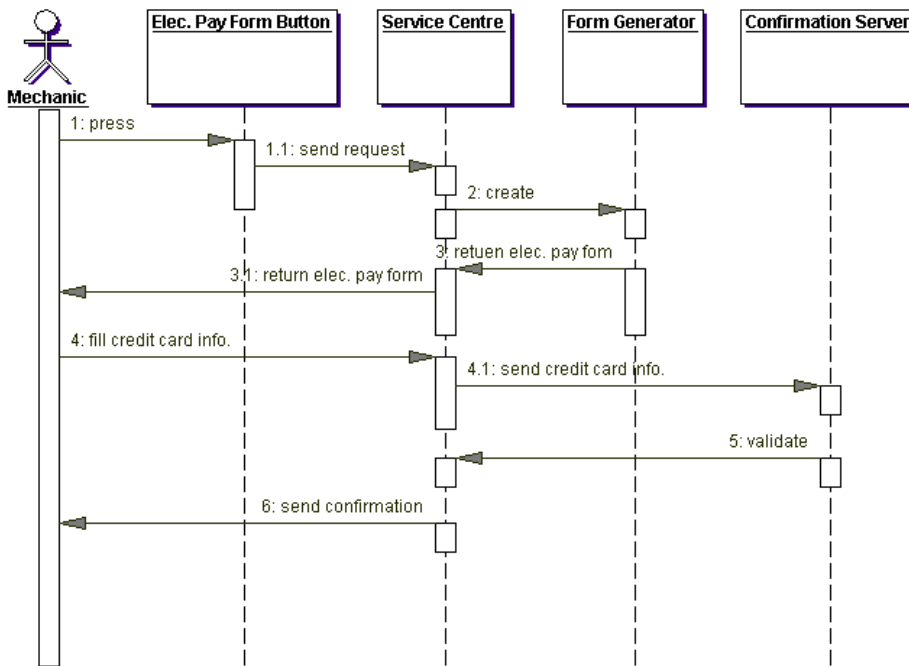 Elec. Pay Form Button
Service Centre
Form Generator
Confirmation Server
Mechanic
1: press
1.1: send request
2: create
3: retuen elec. pay fom
3.1: return elec. pay form
4: fill credit card info.
4.1: send credit card info.
5: validate
6: send confirmation